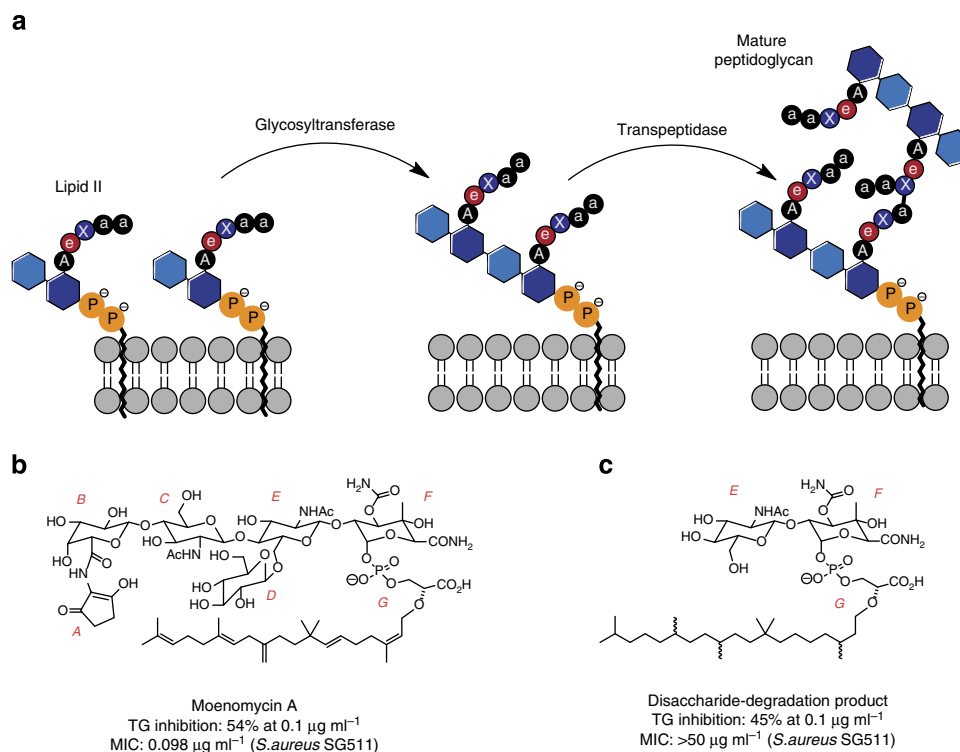 a
Mature
peptidoglycan
Glycosyltransferase
Transpeptidase
Lipid II
A e X a a
P⊖
P⊖
A e X a a
P⊖
P⊖
A e X a a
A e X a a
P⊖
P⊖
A e X a a
A e X a a
A e X a
A e X a a
P⊖
P⊖
b
B
C
E
F
A
D
G
H2N
O
O
OH
NHAc
HO
OH
O
CONH2
AcHN
HO
HO
O
NH
OH
O
P
⊖O
CO2H
Moenomycin A
TG inhibition: 54% at 0.1 µg ml–1
MIC: 0.098 µg ml–1 (S.aureus SG511)
c
E
F
G
H2N
O
O
NHAc
HO
HO
O
OH
OH
CONH2
O
P
⊖O
CO2H
O
Disaccharide-degradation product
TG inhibition: 45% at 0.1 µg ml–1
MIC: >50 µg ml–1 (S.aureus SG511)